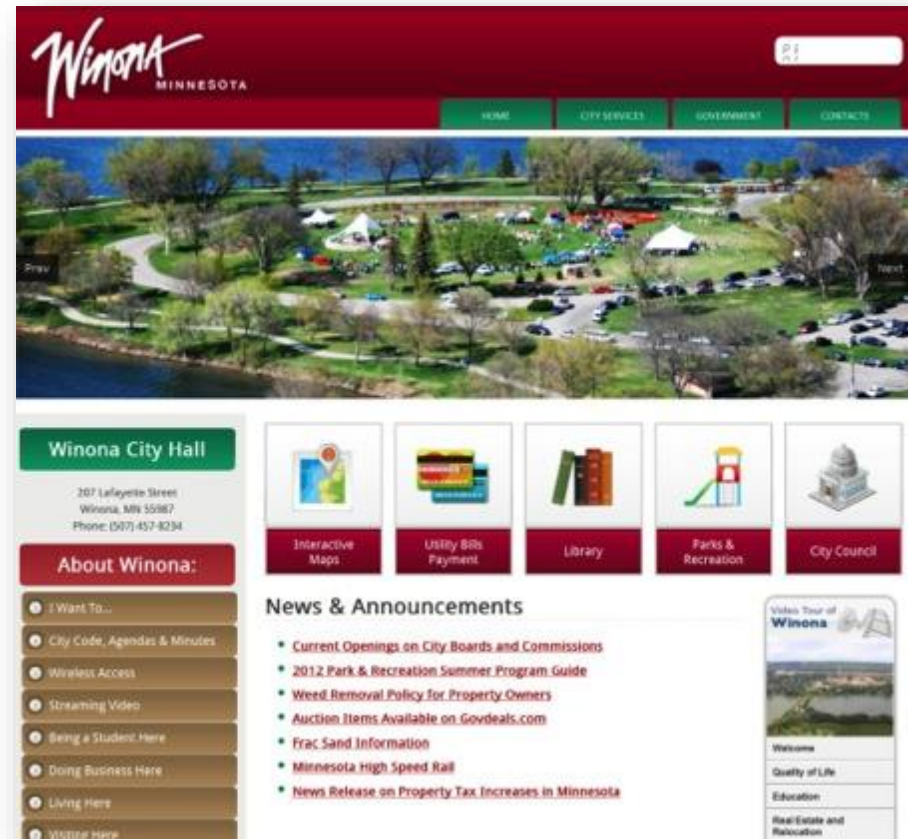 Winona
MINNESOTA
HOME
CITY SERVICES
GOVERNMENT
CONTACTS
Prev
Next
Winona City Hall
207 Lafayette Street
Winona, MN 55987
Phone: (507) 457-8234
About Winona:
I Want To...
City Code, Agendas & Minutes
Wireless Access
Streaming Video
Being a Student Here
Doing Business Here
Living Here
Visiting Here
Interactive
Maps
Utility Bills
Payment
Library
Parks &
Recreation
City Council
News & Announcements
Current Openings on City Boards and Commissions
2012 Park & Recreation Summer Program Guide
Weed Removal Policy for Property Owners
Auction Items Available on Govdeals.com
Frac Sand Information
Minnesota High Speed Rail
News Release on Property Tax Increases in Minnesota
Video Tour of
Winona
Welcome
Quality of Life
Education
Real Estate and
Relocation